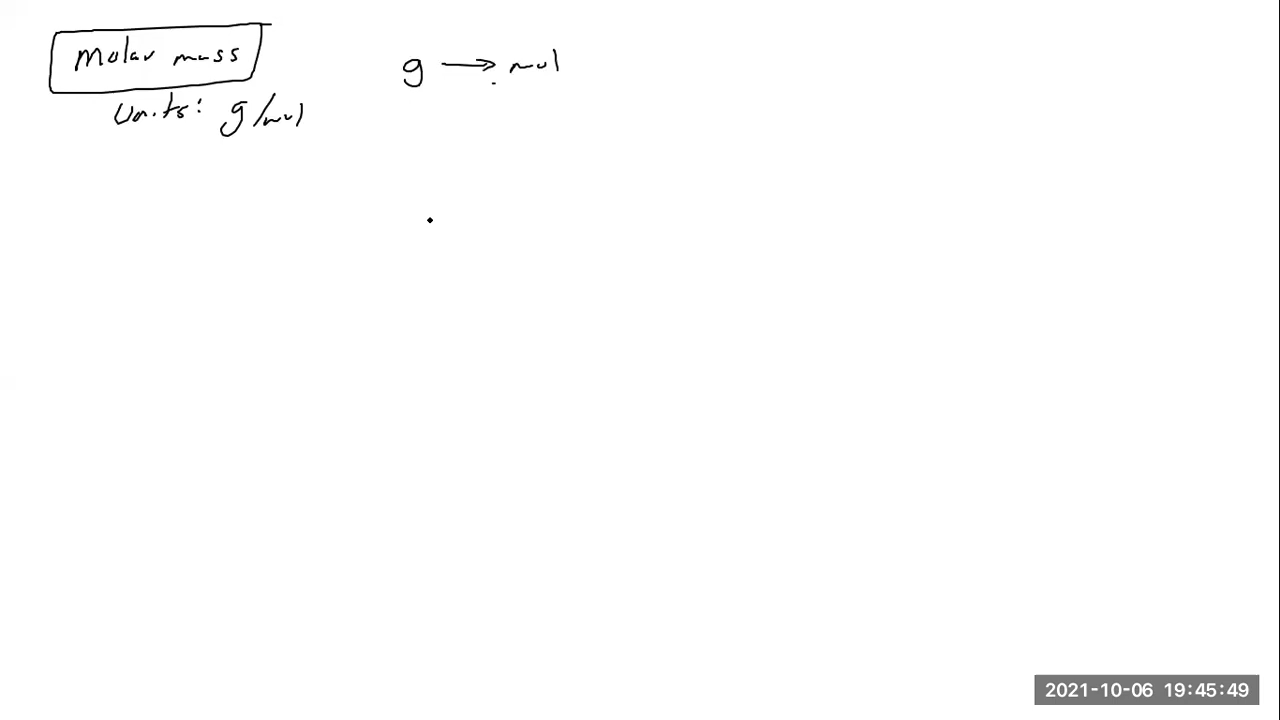 Molar mass
g → mol
Units: g/mol
2021-10-06 19:45:49